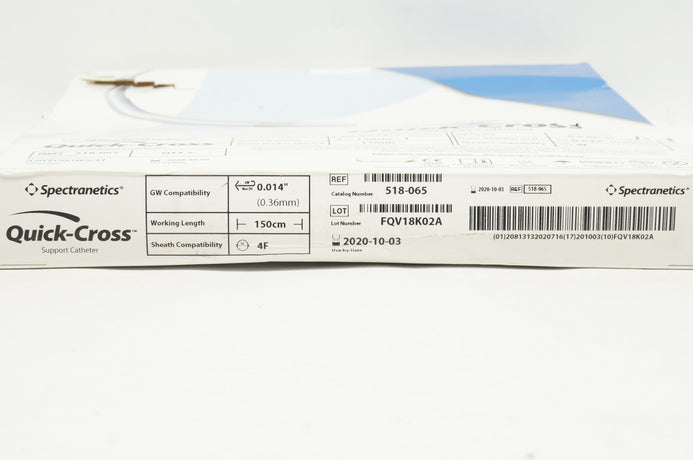 Quick-Cross
Spectranetics®
Quick-Cross™
Support Catheter
GW Compatibility
0.014"
(0.36mm)
Working Length
150cm
Sheath Compatibility
4F
REF
Catalog Number
518-065
LOT
Lot Number
FQV18K02A
2020-10-03
Use-by Date
2020-10-03 REF 518-065
Spectranetics®
(01)20813132020716(17)201003(10)FQV18K02A